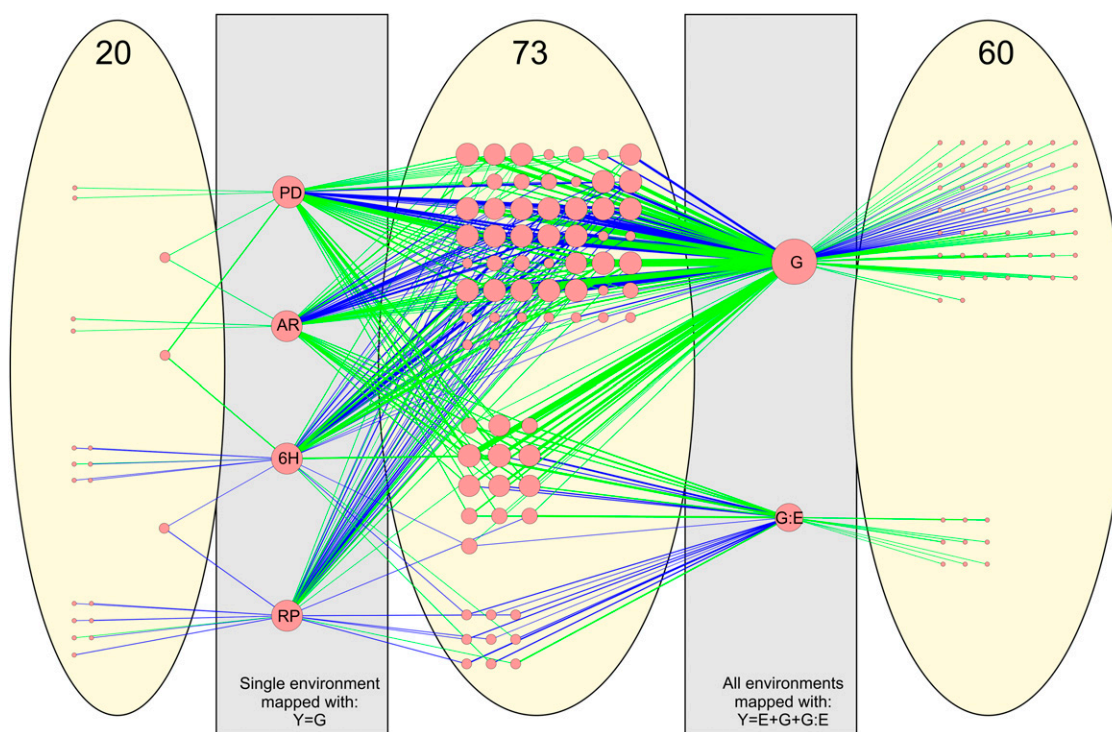 20
73
60
PD
AR
6H
RP
G
G:E
Single environment
mapped with:
Y=G
All environments
mapped with:
Y=E+G+G:E